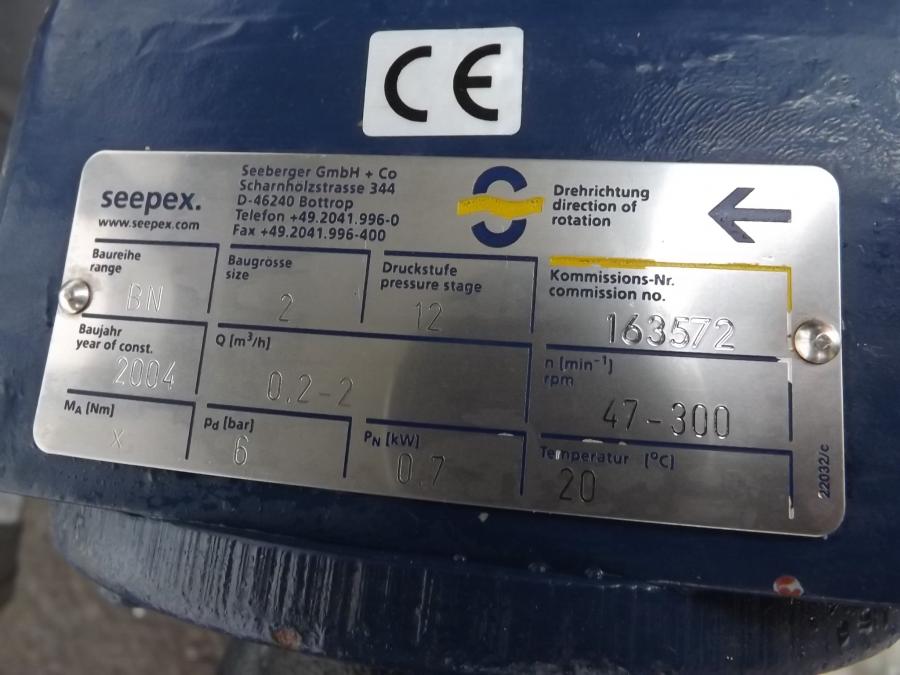 CE
seepex.
www.seepex.com
Seeberger GmbH + Co
Scharnholzstrasse 344
D-46240 Bottrop
Telefon +49.2041.996-0
Fax +49.2041.996-400
Drehrichtung
direction of
rotation
Baureihe
range
BN
Baugrösse
size
2
Druckstufe
pressure stage
12
Kommissions-Nr.
commission no.
163572
Baujahr
year of const.
2004
Q [m³/h]
0.2-2
n [min⁻¹]
rpm
47-300
MA [Nm]
X
pd [bar]
6
PN [kW]
0.7
Temperatur [°C]
20
22032/c